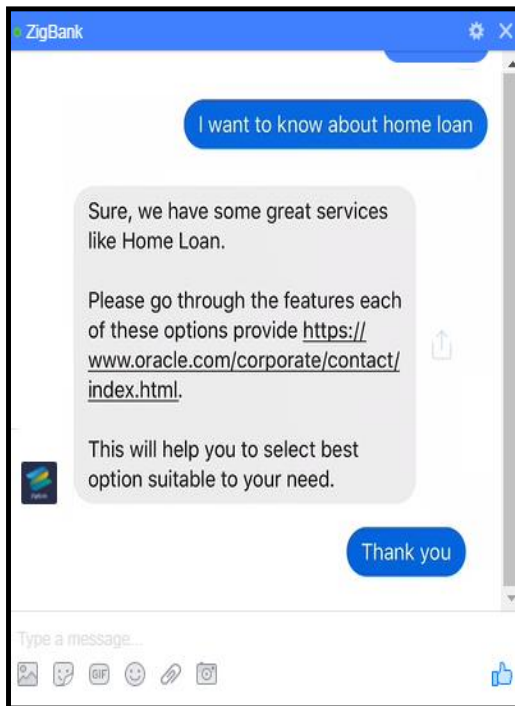 ZigBank
I want to know about home loan
Sure, we have some great services
like Home Loan.
Please go through the features each
of these options provide https://
www.oracle.com/corporate/contact/
index.html.
This will help you to select best
option suitable to your need.
Thank you
Type a message...
GIF